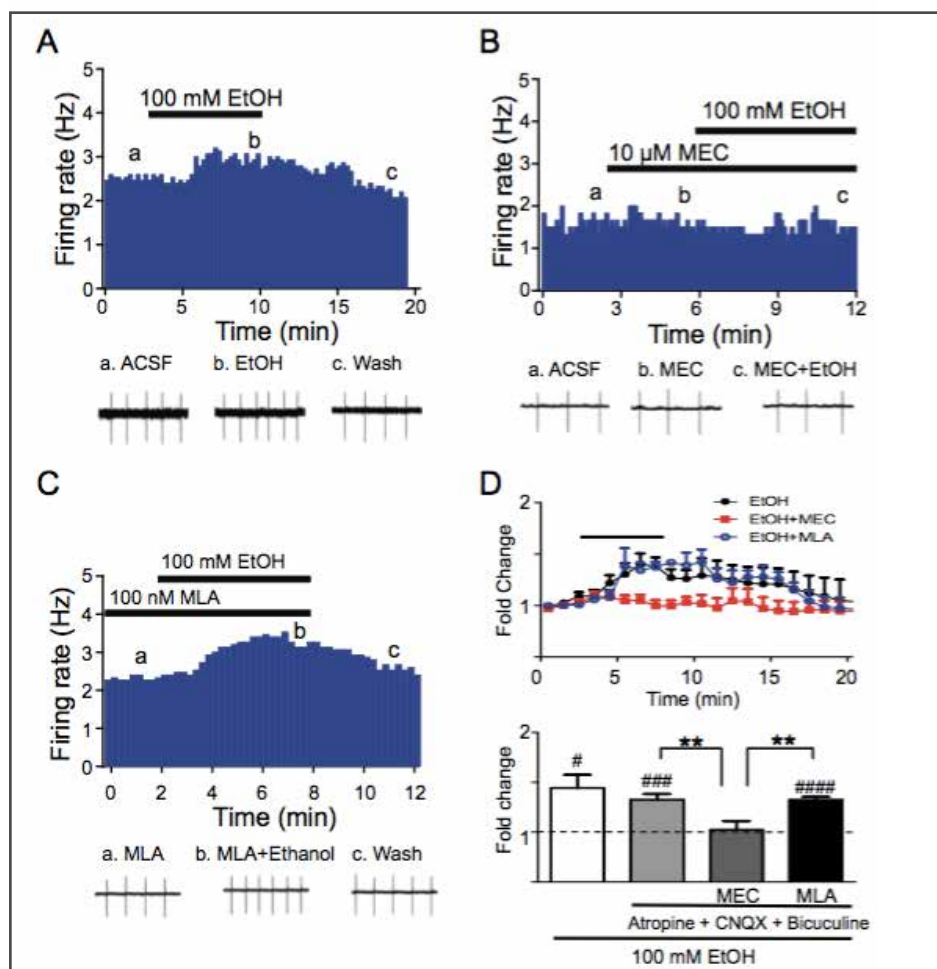 A
5
4
3
2
1
0
Firing rate (Hz)
100 mM EtOH
a
b
c
0 5 10 15 20
Time (min)
a. ACSF b. EtOH c. Wash
B
5
4
3
2
1
0
Firing rate (Hz)
100 mM EtOH
10 µM MEC
a
b
c
0 3 6 9 12
Time (min)
a. ACSF b. MEC c. MEC+EtOH
C
5
4
3
2
1
0
Firing rate (Hz)
100 mM EtOH
100 nM MLA
a
b
c
0 2 4 6 8 10 12
Time (min)
a. MLA b. MLA+Ethanol c. Wash
D
2
1
Fold Change
EtOH
EtOH+MEC
EtOH+MLA
0 5 10 15 20
Time (min)
2
1
Fold change
#
###
**
**
####
MEC MLA
Atropine + CNQX + Bicuculine
100 mM EtOH